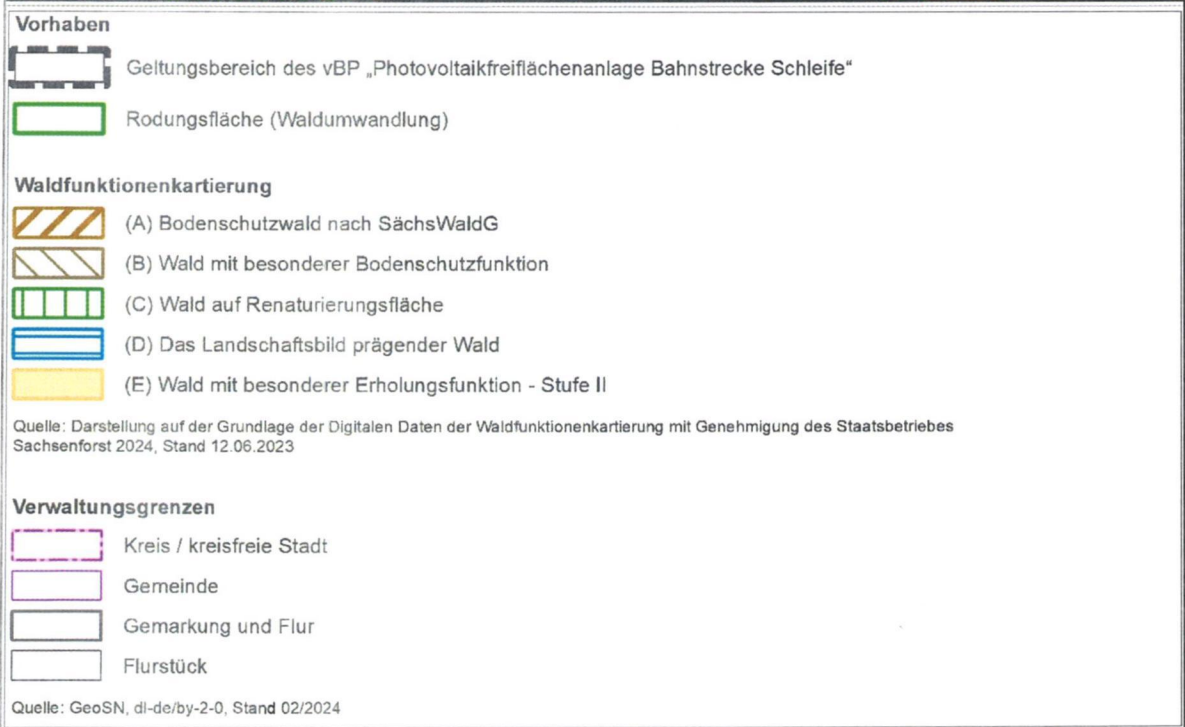 Vorhaben
Geltungsbereich des vBP „Photovoltaikfreiflächenanlage Bahnstrecke Schleife“
Rodungsfläche (Waldumwandlung)
Waldfunktionenkartierung
(A) Bodenschutzwald nach SächsWaldG
(B) Wald mit besonderer Bodenschutzfunktion
(C) Wald auf Renaturierungsfläche
(D) Das Landschaftsbild prägender Wald
(E) Wald mit besonderer Erholungsfunktion - Stufe II
Quelle: Darstellung auf der Grundlage der Digitalen Daten der Waldfunktionenkartierung mit Genehmigung des Staatsbetriebes
Sachsenforst 2024, Stand 12.06.2023
Verwaltungsgrenzen
Kreis / kreisfreie Stadt
Gemeinde
Gemarkung und Flur
Flurstück
Quelle: GeoSN, dl-de/by-2-0, Stand 02/2024